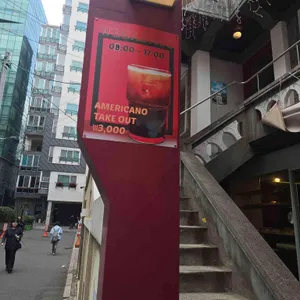 08:00 - 12:00
AMERICANO
TAKE OUT
₩3,000